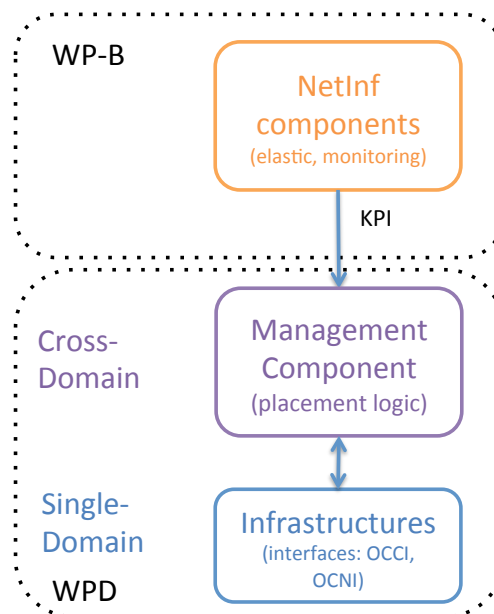 WP-B
NetInf
components
(elastic, monitoring)
KPI
Cross-
Domain
Management
Component
(placement logic)
Single-
Domain
Infrastructures
(interfaces: OCCI,
OCNI)
WPD